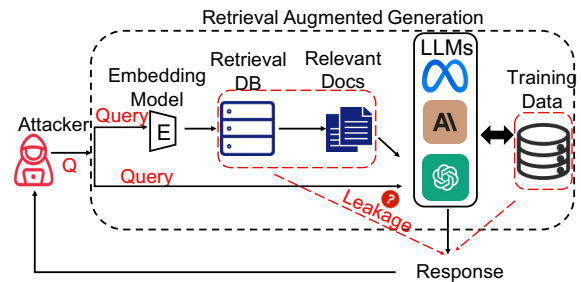 Retrieval Augmented Generation
LLMs
Retrieval
DB
Relevant
Docs
Embedding
Model
Training
Data
Attacker
Query
E
A\
Q
Query
?
Leakage
Response